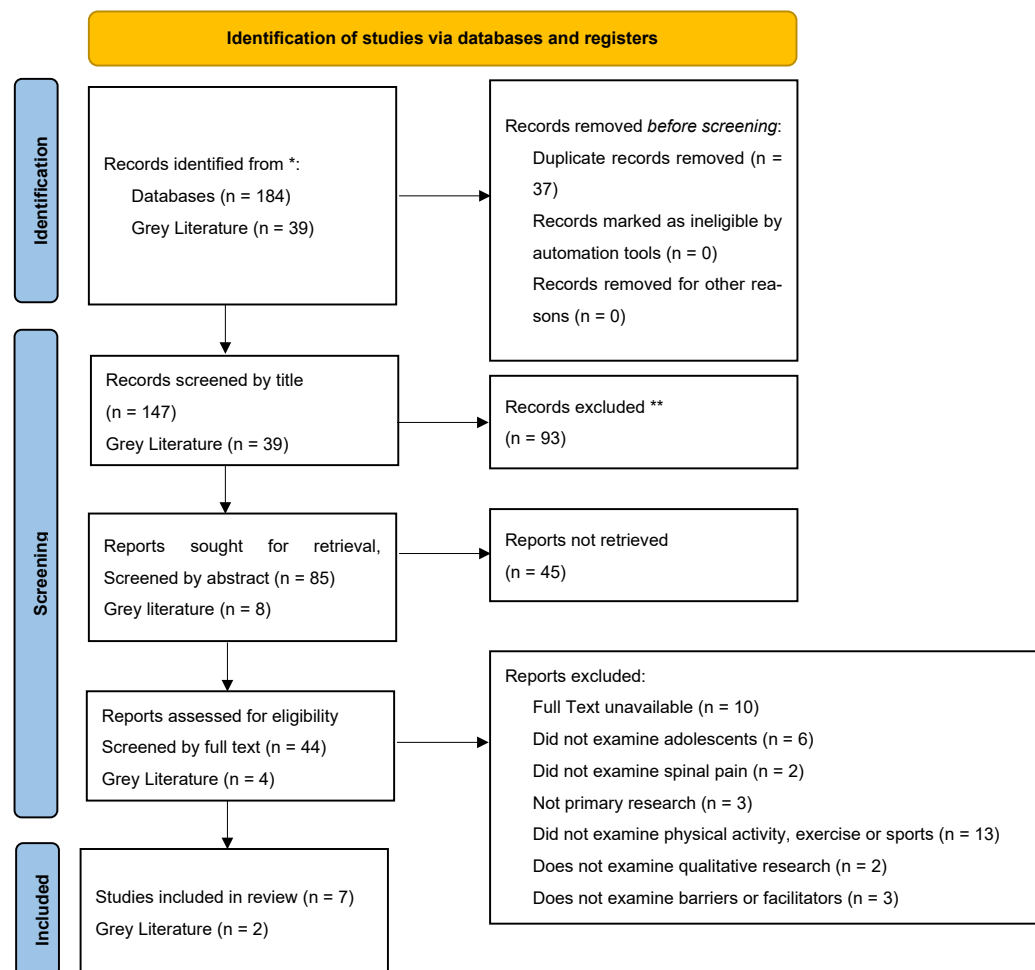 Identification of studies via databases and registers
Identification
Records identified from *:
Databases (n = 184)
Grey Literature (n = 39)
Records removed before screening:
Duplicate records removed (n =
37)
Records marked as ineligible by
automation tools (n = 0)
Records removed for other rea-
sons (n = 0)
Screening
Records screened by title
(n = 147)
Grey Literature (n = 39)
Records excluded **
(n = 93)
Reports sought for retrieval,
Screened by abstract (n = 85)
Grey literature (n = 8)
Reports not retrieved
(n = 45)
Reports assessed for eligibility
Screened by full text (n = 44)
Grey Literature (n = 4)
Reports excluded:
Full Text unavailable (n = 10)
Did not examine adolescents (n = 6)
Did not examine spinal pain (n = 2)
Not primary research (n = 3)
Did not examine physical activity, exercise or sports (n = 13)
Does not examine qualitative research (n = 2)
Does not examine barriers or facilitators (n = 3)
Included
Studies included in review (n = 7)
Grey Literature (n = 2)